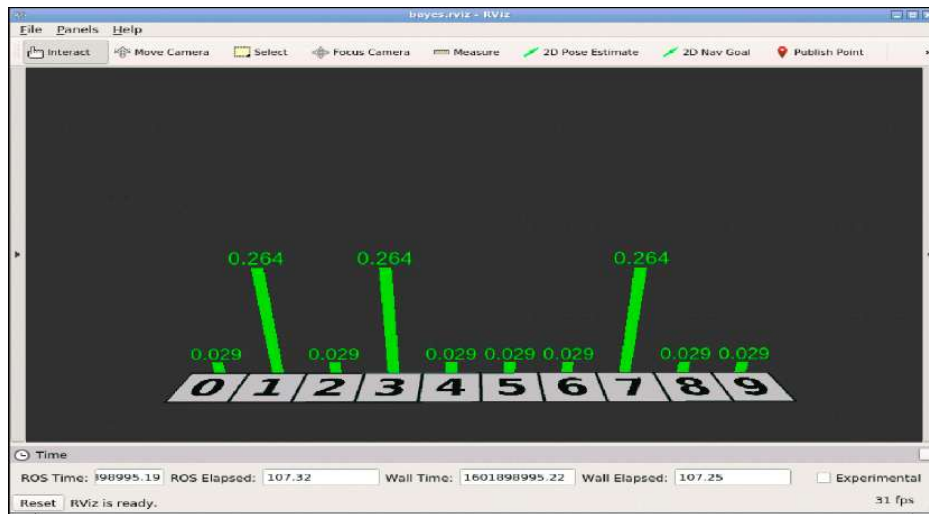 bayes.rviz - RViz
File Panels Help
Interact Move Camera Select Focus Camera Measure 2D Pose Estimate 2D Nav Goal Publish Point
0.264 0.264 0.264
0.029 0.029 0.029 0.029 0.029 0.029 0.029
0 1 2 3 4 5 6 7 8 9
Time
ROS Time: 398995.19 ROS Elapsed: 107.32 Wall Time: 1601898995.22 Wall Elapsed: 107.25 Experimental
Reset RViz is ready. 31 fps